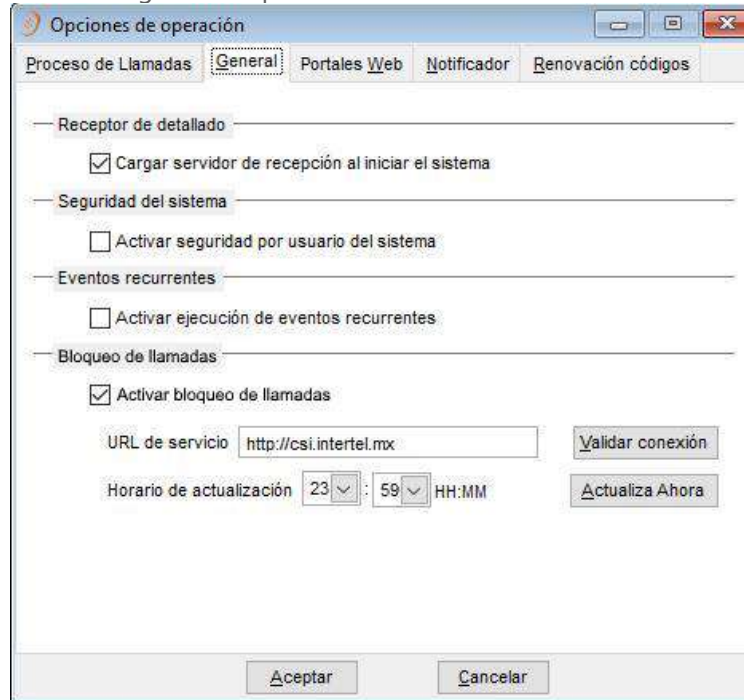 Opciones de operación
Proceso de Llamadas General Portales Web Notificador Renovación códigos
Receptor de detallado
Cargar servidor de recepción al iniciar el sistema
Seguridad del sistema
Activar seguridad por usuario del sistema
Eventos recurrentes
Activar ejecución de eventos recurrentes
Bloqueo de llamadas
Activar bloqueo de llamadas
URL de servicio http://csi.intertel.mx Validar conexión
Horario de actualización 23 : 59 HH:MM Actualiza Ahora
Aceptar Cancelar